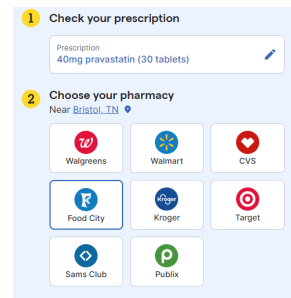 1 Check your prescription
Prescription
40mg pravastatin (30 tablets)
2 Choose your pharmacy
Near Bristol, TN
Walgreens Walmart CVS
Kroger
Food City Kroger Target
Sams Club Publix